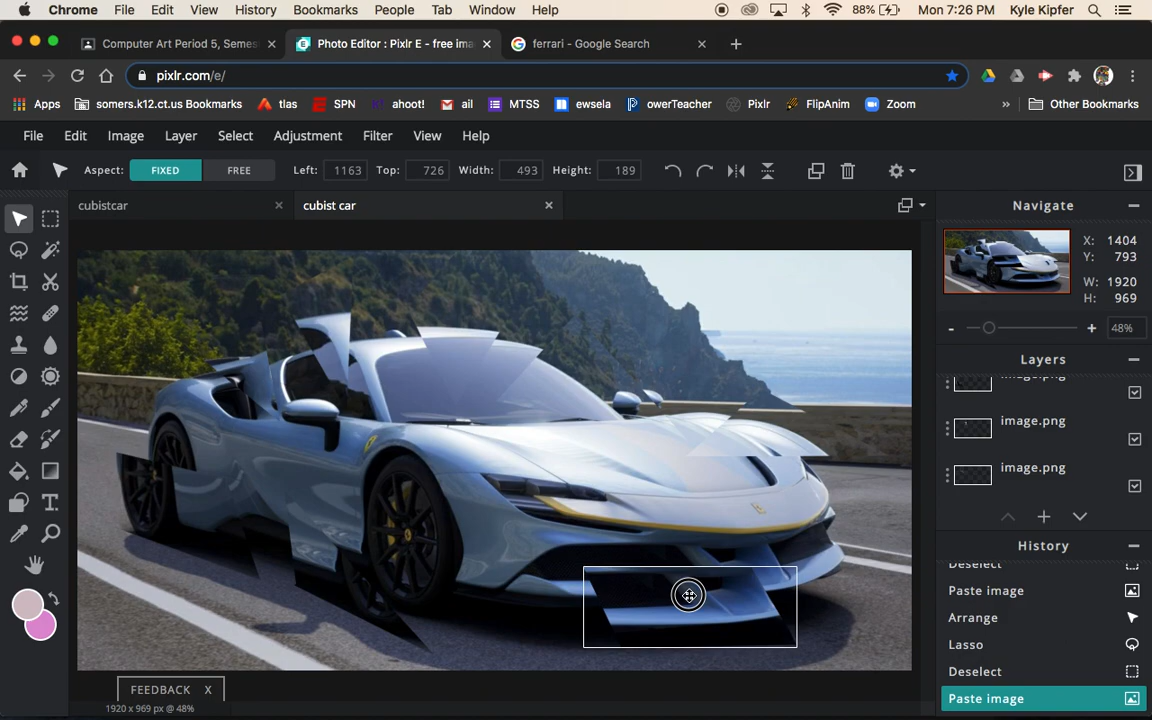 Chrome File Edit View History Bookmarks People Tab Window Help 88% Mon 7:26 PM Kyle Kipfer
Computer Art Period 5, Semes Photo Editor : Pixlr E - free ima ferrari - Google Search
pixlr.com/e/
Apps somers.k12.ct.us Bookmarks tlas SPN ahoot! ail MTSS ewsela owerTeacher Pixlr FlipAnim Zoom » Other Bookmarks
File Edit Image Layer Select Adjustment Filter View Help
Aspect: FIXED FREE Left: 1163 Top: 726 Width: 493 Height: 189
cubistcar cubist car Navigate
X: 1404
Y: 793
W: 1920
H: 969
- + 48%
Layers
image.png
image.png
image.png
History
Deselect
Paste image
Arrange
Lasso
Deselect
Paste image
FEEDBACK X
1920 x 969 px @ 48%